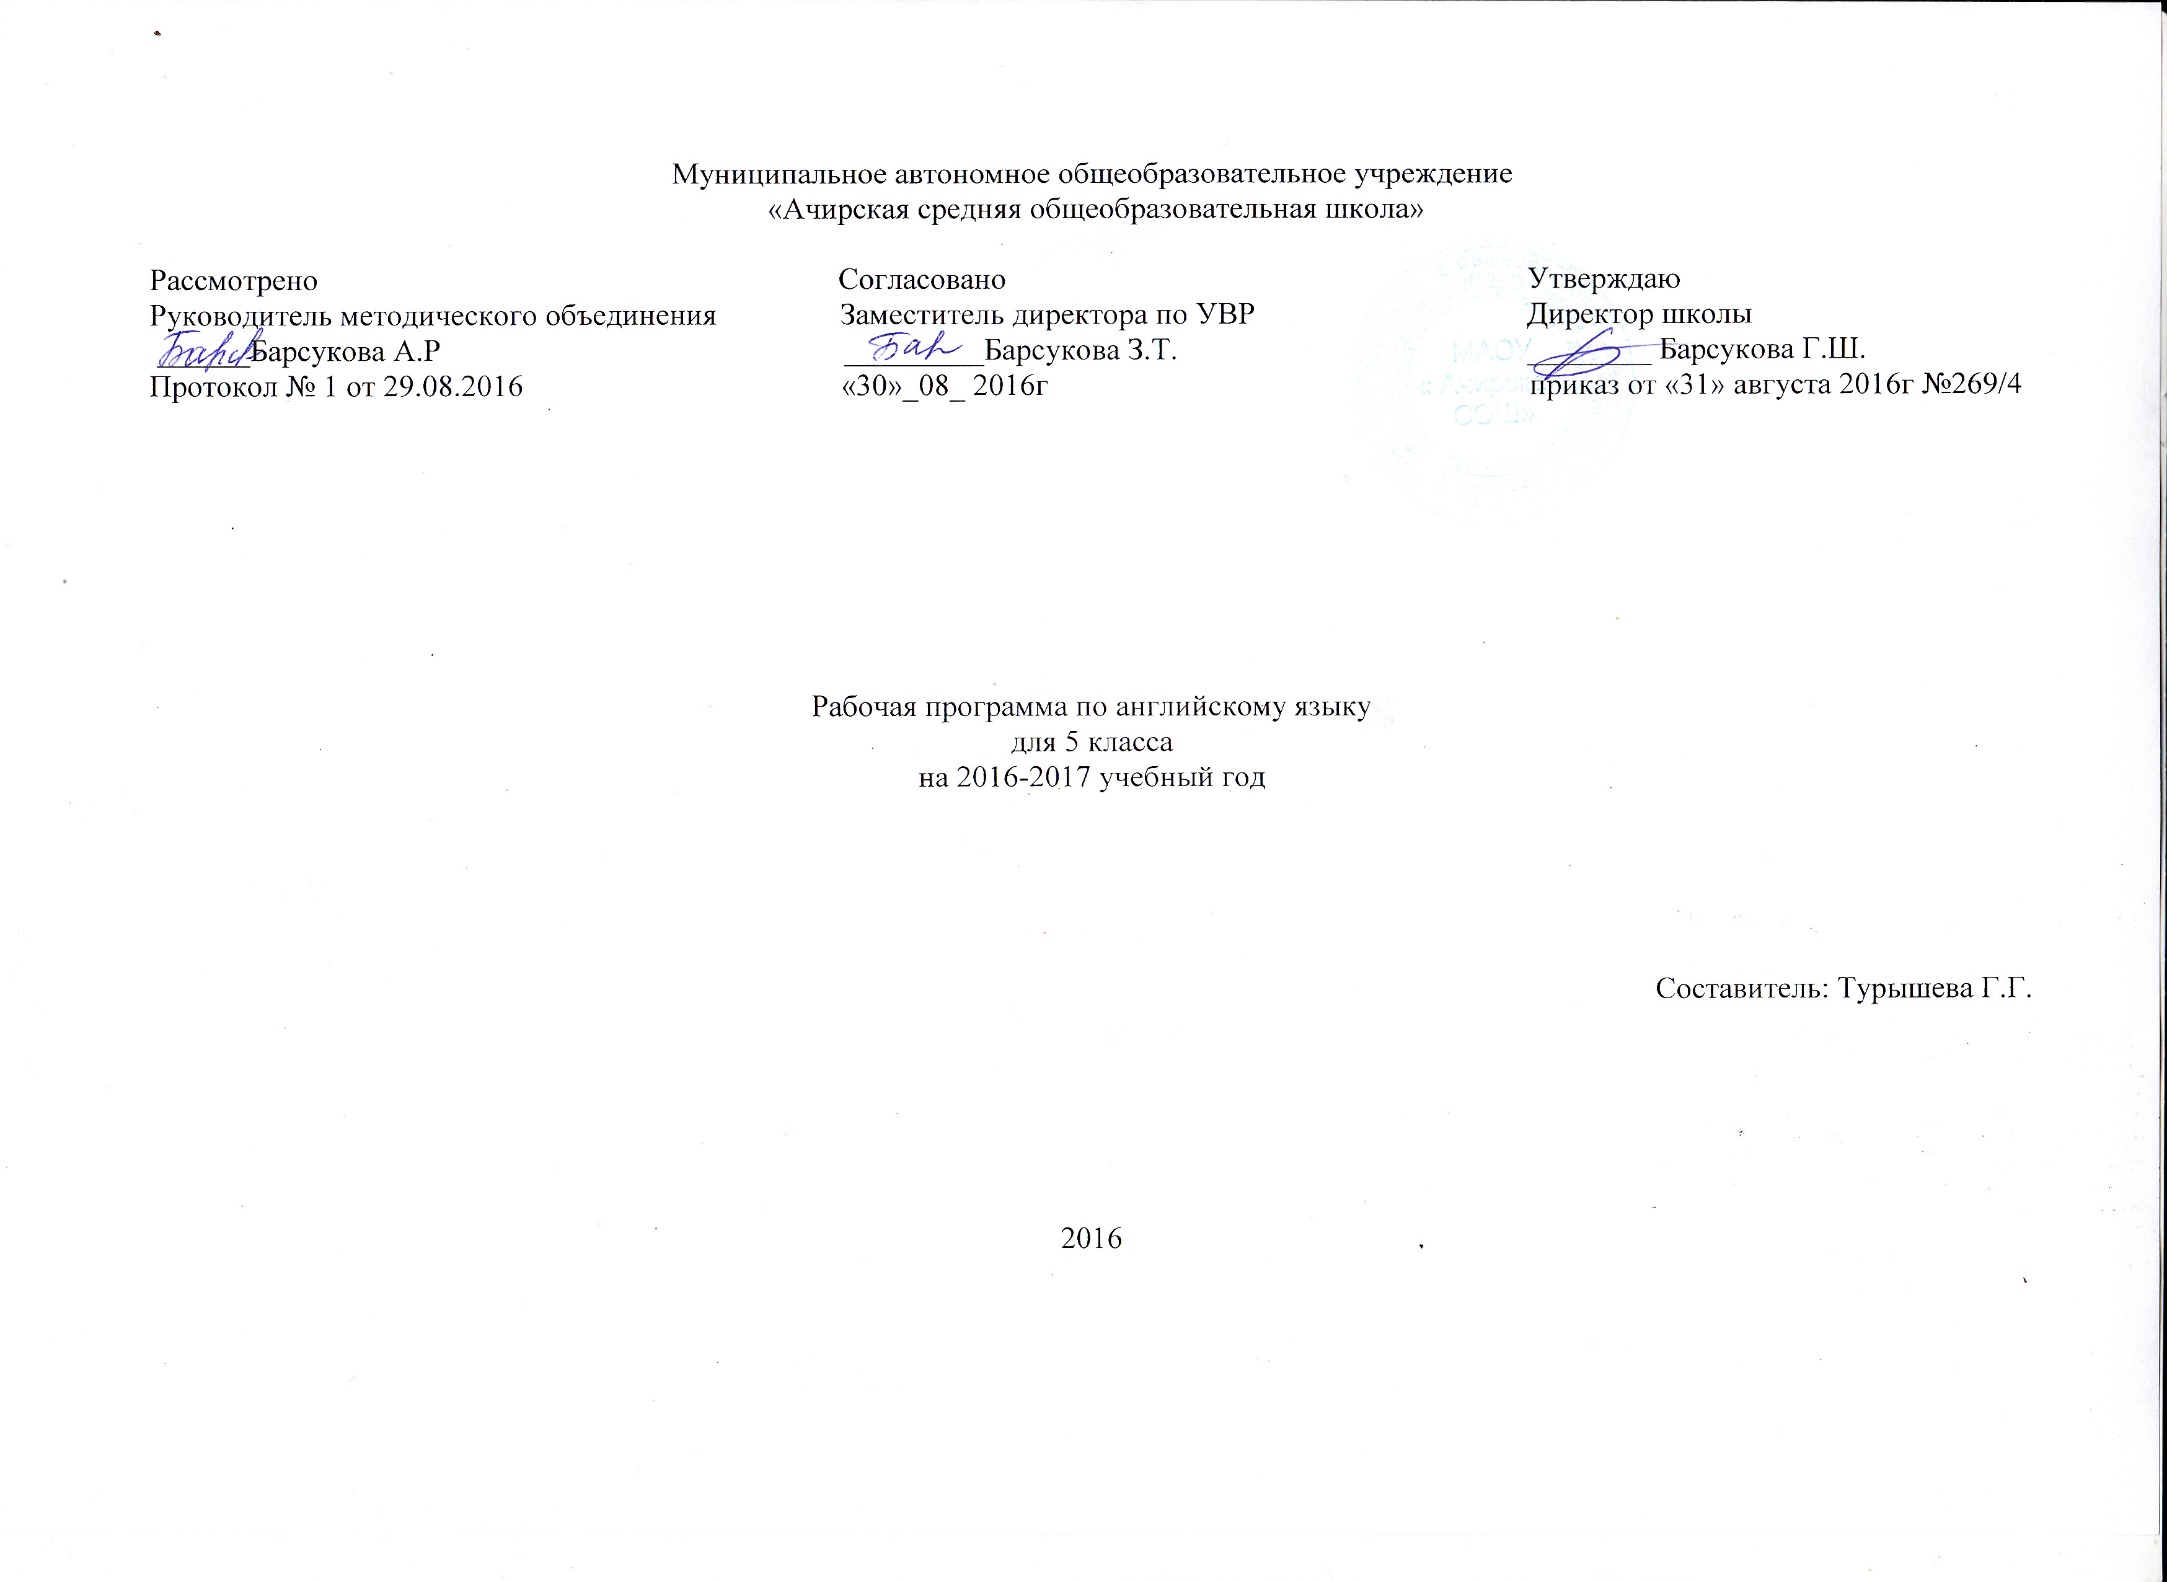 Муниципальное автономное общеобразовательное учреждение
«Ачирская средняя общеобразовательная школа»
Рассмотрено
Руководитель методического объединения
Барс Барсукова А.Р
Протокол № 1 от 29.08.2016
Согласовано
Заместитель директора по УВР
Бар Барсукова З.Т.
«30»_08_ 2016г
Утверждаю
Директор школы
Барсукова Г.Ш.
приказ от «31» августа 2016г №269/4
Рабочая программа по английскому языку
для 5 класса
на 2016-2017 учебный год
Составитель: Турышева Г.Г.
2016